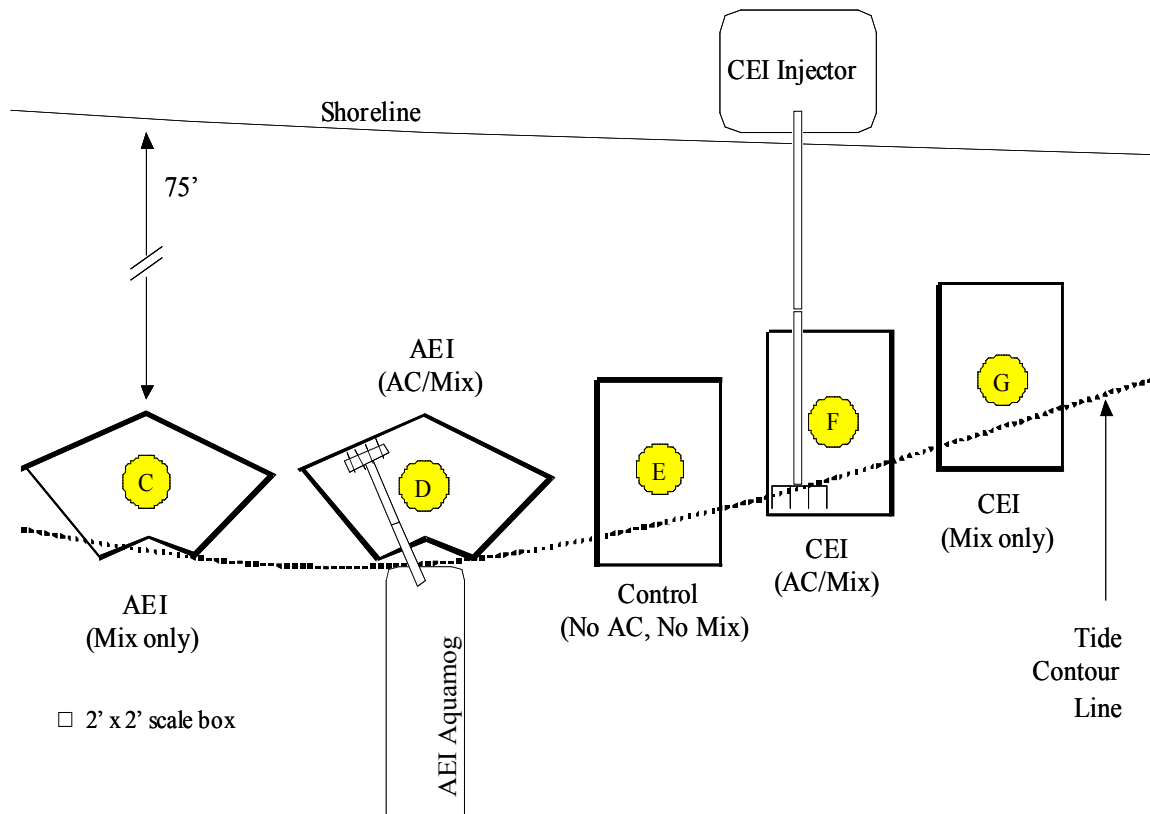 CEI Injector
Shoreline
75’
AEI
(AC/Mix)
C
D
E
F
G
AEI
(Mix only)
Control
(No AC, No Mix)
CEI
(AC/Mix)
CEI
(Mix only)
Tide
Contour
Line
AEI Aquamog
2’ x 2’ scale box